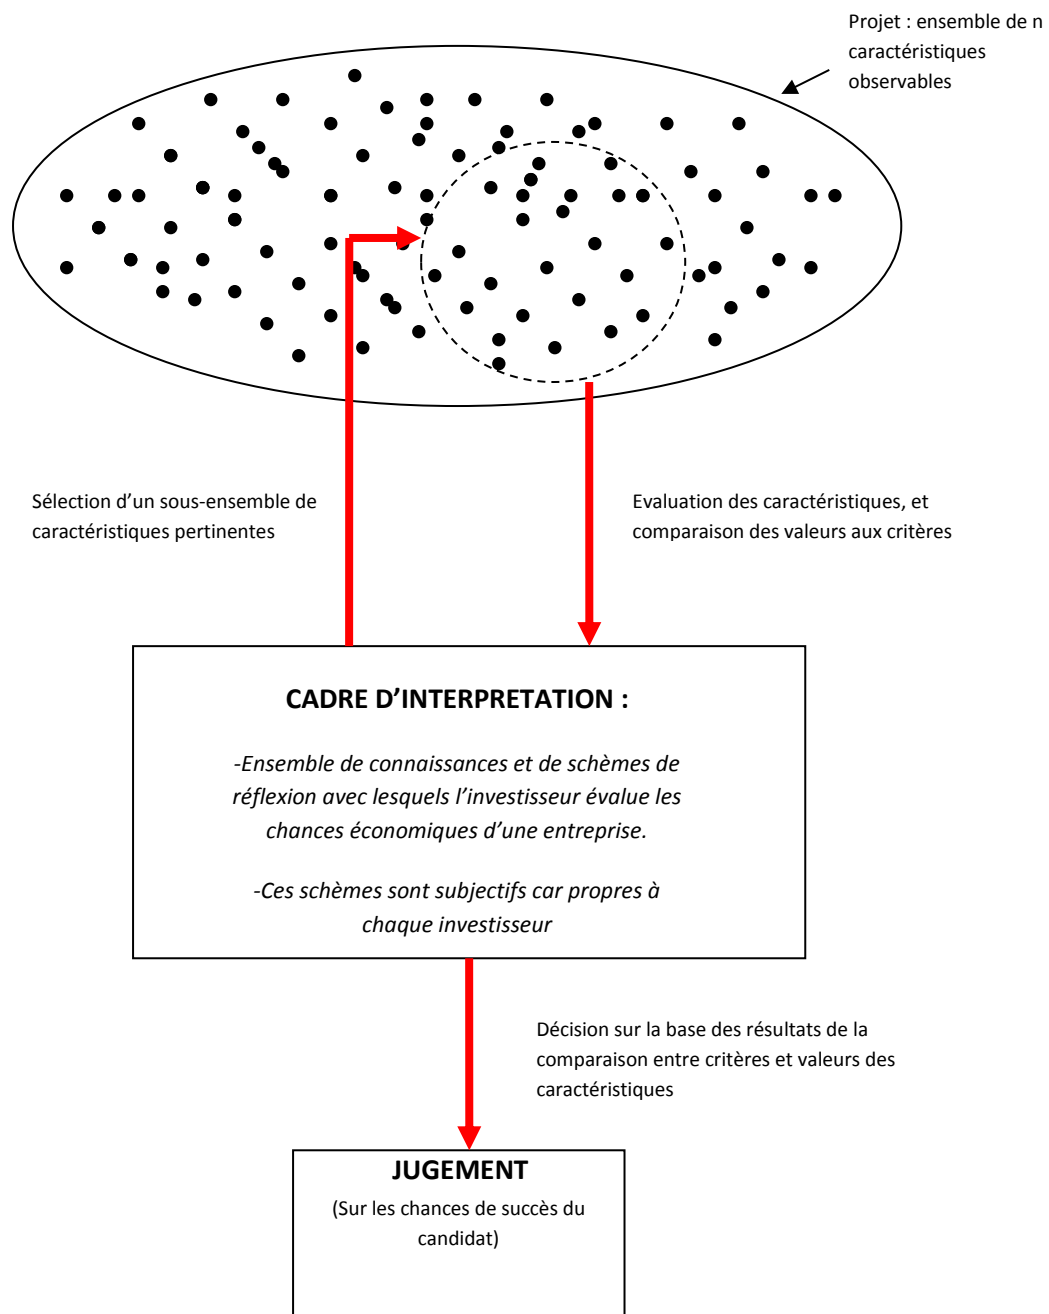 Projet : ensemble de n
caractéristiques
observables
Sélection d’un sous-ensemble de
caractéristiques pertinentes
Evaluation des caractéristiques, et
comparaison des valeurs aux critères
CADRE D’INTERPRETATION :
-Ensemble de connaissances et de schèmes de
réflexion avec lesquels l’investisseur évalue les
chances économiques d’une entreprise.
-Ces schèmes sont subjectifs car propres à
chaque investisseur
Décision sur la base des résultats de la
comparaison entre critères et valeurs des
caractéristiques
JUGEMENT
(Sur les chances de succès du
candidat)